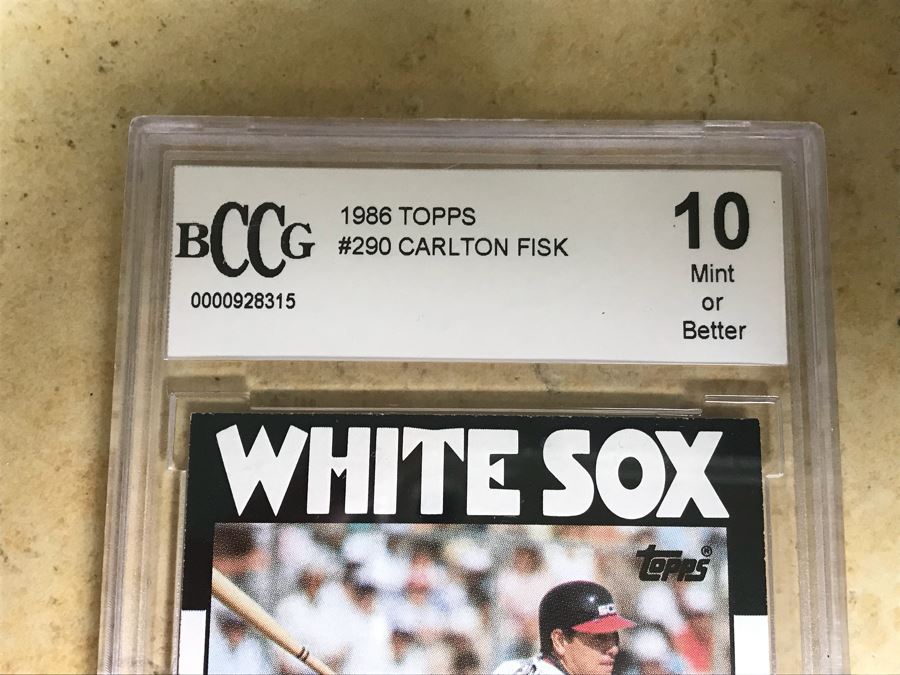 BCCG
0000928315
1986 TOPPS
#290 CARLTON FISK
10
Mint
or
Better
WHITE SOX
topps®